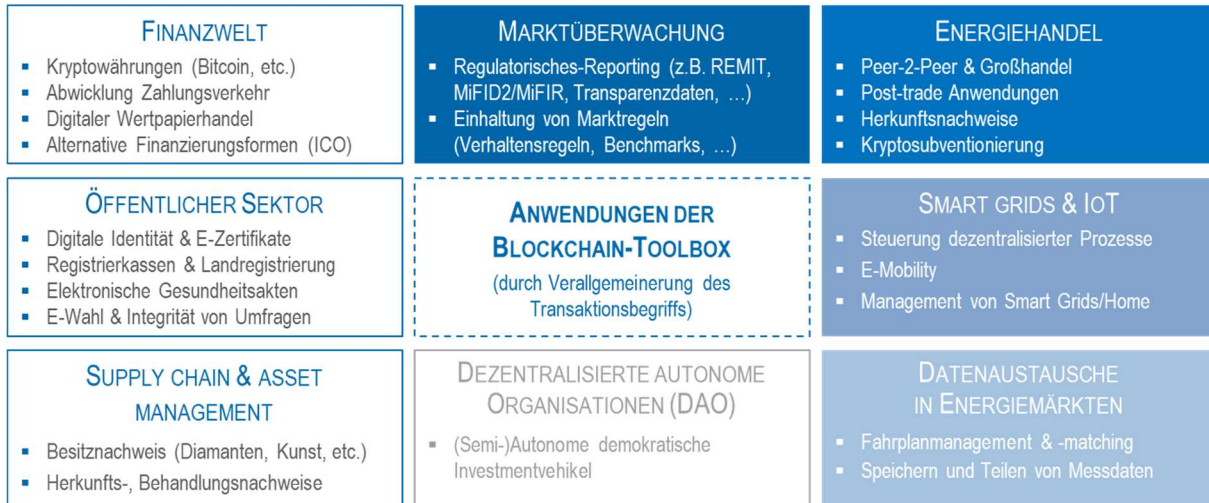 FINANZWELT
▪ Kryptowährungen (Bitcoin, etc.)
▪ Abwicklung Zahlungsverkehr
▪ Digitaler Wertpapierhandel
▪ Alternative Finanzierungsformen (ICO)
MARKTÜBERWACHUNG
▪ Regulatorisches-Reporting (z.B. REMIT,
MiFID2/MiFIR, Transparenzdaten, …)
▪ Einhaltung von Marktregeln
(Verhaltensregeln, Benchmarks, …)
ENERGIEHANDEL
▪ Peer-2-Peer & Großhandel
▪ Post-trade Anwendungen
▪ Herkunftsnachweise
▪ Kryptosubventionierung
ÖFFENTLICHER SEKTOR
▪ Digitale Identität & E-Zertifikate
▪ Registrierkassen & Landregistrierung
▪ Elektronische Gesundheitsakten
▪ E-Wahl & Integrität von Umfragen
ANWENDUNGEN DER
BLOCKCHAIN-TOOLBOX
(durch Verallgemeinerung des
Transaktionsbegriffs)
SMART GRIDS & IOT
▪ Steuerung dezentralisierter Prozesse
▪ E-Mobility
▪ Management von Smart Grids/Home
SUPPLY CHAIN & ASSET
MANAGEMENT
▪ Besitznachweis (Diamanten, Kunst, etc.)
▪ Herkunfts-, Behandlungsnachweise
DEZENTRALISIERTE AUTONOME
ORGANISATIONEN (DAO)
▪ (Semi-)Autonome demokratische
Investmentvehikel
DATENAUSTAUSCHE
IN ENERGIEMÄRKTEN
▪ Fahrplanmanagement & -matching
▪ Speichern und Teilen von Messdaten